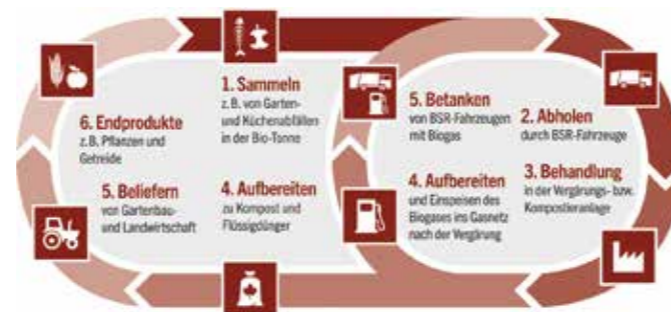 1. Sammeln
z. B. von Garten-
und Küchenabfällen
in der Bio-Tonne
2. Abholen
durch BSR-Fahrzeuge
3. Behandlung
in der Vergärungs- bzw.
Kompostieranlage
4. Aufbereiten
zu Kompost und
Flüssigdünger
5. Beliefern
von Gartenbau-
und Landwirtschaft
6. Endprodukte
z. B. Pflanzen und
Getreide
4. Aufbereiten
und Einspeisen des
Biogases ins Gasnetz
nach der Vergärung
5. Betanken
von BSR-Fahrzeugen
mit Biogas